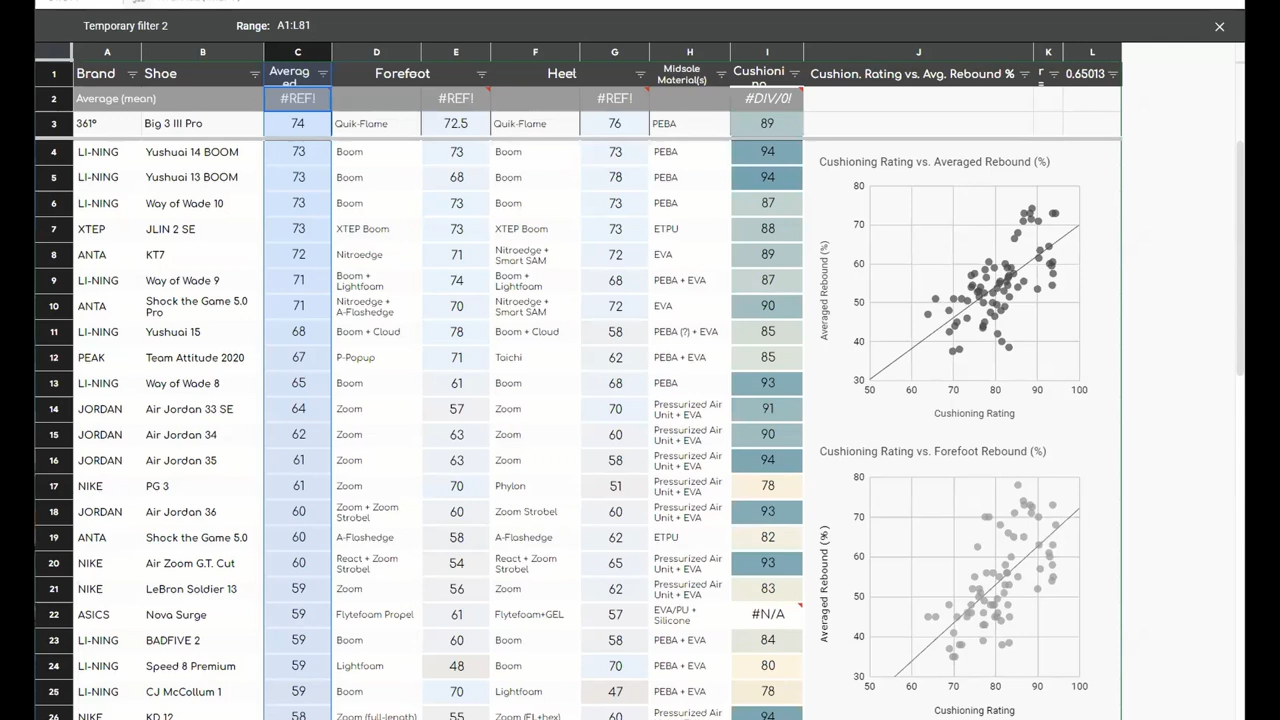 Temporary filter 2 Range: A1:L81
A B C D E F G H I J K L
1 Brand Shoe Averag ed Forefoot Heel Midsole Material(s) Cushioni Cushion. Rating vs. Avg. Rebound % r = 0.65013
2 Average (mean) #REF! #REF! #REF! #DIV/0!
3 361° Big 3 III Pro 74 Quik-Flame 72.5 Quik-Flame 76 PEBA 89
4 LI-NING Yushuai 14 BOOM 73 Boom 73 Boom 73 PEBA 94
5 LI-NING Yushuai 13 BOOM 73 Boom 68 Boom 78 PEBA 94
6 LI-NING Way of Wade 10 73 Boom 73 Boom 73 PEBA 87
7 XTEP JLIN 2 SE 73 XTEP Boom 73 XTEP Boom 73 ETPU 88
8 ANTA KT7 72 Nitroedge 71 Nitroedge + Smart SAM 73 EVA 89
9 LI-NING Way of Wade 9 71 Boom + Lightfoam 74 Boom + Lightfoam 68 PEBA + EVA 87
10 ANTA Shock the Game 5.0 Pro 71 Nitroedge + A-Flashedge 70 Nitroedge + Smart SAM 72 EVA 90
11 LI-NING Yushuai 15 68 Boom + Cloud 78 Boom + Cloud 58 PEBA (?) + EVA 85
12 PEAK Team Attitude 2020 67 P-Popup 71 Taichi 62 PEBA + EVA 85
13 LI-NING Way of Wade 8 65 Boom 61 Boom 68 PEBA 93
14 JORDAN Air Jordan 33 SE 64 Zoom 57 Zoom 70 Pressurized Air Unit + EVA 91
15 JORDAN Air Jordan 34 62 Zoom 63 Zoom 60 Pressurized Air Unit + EVA 90
16 JORDAN Air Jordan 35 61 Zoom 63 Zoom 58 Pressurized Air Unit + EVA 94
17 NIKE PG 3 61 Zoom 70 Phylon 51 Pressurized Air Unit + EVA 78
18 JORDAN Air Jordan 36 60 Zoom + Zoom Strobel 60 Zoom Strobel 60 Pressurized Air Unit + EVA 93
19 ANTA Shock the Game 5.0 60 A-Flashedge 58 A-Flashedge 62 ETPU 82
20 NIKE Air Zoom G.T. Cut 60 React + Zoom Strobel 54 React + Zoom Strobel 65 Pressurized Air Unit + EVA 93
21 NIKE LeBron Soldier 13 59 Zoom 56 Zoom 62 Pressurized Air Unit + EVA 83
22 ASICS Nova Surge 59 Flytefoam Propel 61 Flytefoam+GEL 57 EVA/PU + Silicone #N/A
23 LI-NING BADFIVE 2 59 Boom 60 Boom 58 PEBA + EVA 84
24 LI-NING Speed 8 Premium 59 Lightfoam 48 Boom 70 PEBA + EVA 80
25 LI-NING CJ McCollum 1 59 Boom 70 Lightfoam 47 PEBA + EVA 78
26 NIKE KD 12 58 Zoom (full-length) 55 Zoom (FL+hex) 60 Pressurized Air 94
Cushioning Rating vs. Averaged Rebound (%)
Averaged Rebound (%)
80
70
60
50
40
30
50 60 70 80 90 100
Cushioning Rating
Cushioning Rating vs. Forefoot Rebound (%)
Averaged Rebound (%)
80
70
60
50
40
30
50 60 70 80 90 100
Cushioning Rating